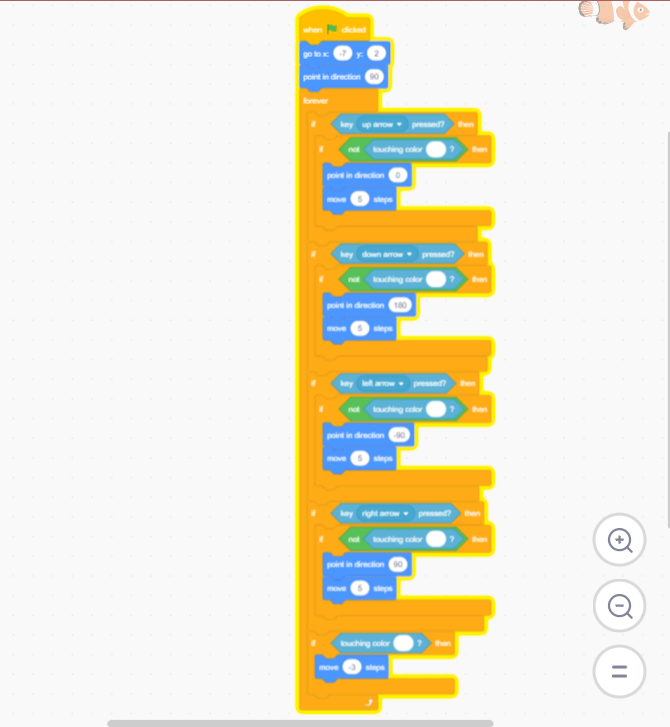 when clicked
go to x: -7 y: 2
point in direction 90
forever
if key up arrow pressed? then
if not touching color ? then
point in direction 0
move 5 steps
if key down arrow pressed? then
if not touching color ? then
point in direction 180
move 5 steps
if key left arrow pressed? then
if not touching color ? then
point in direction -90
move 5 steps
if key right arrow pressed? then
if not touching color ? then
point in direction 90
move 5 steps
if touching color ? then
move -3 steps